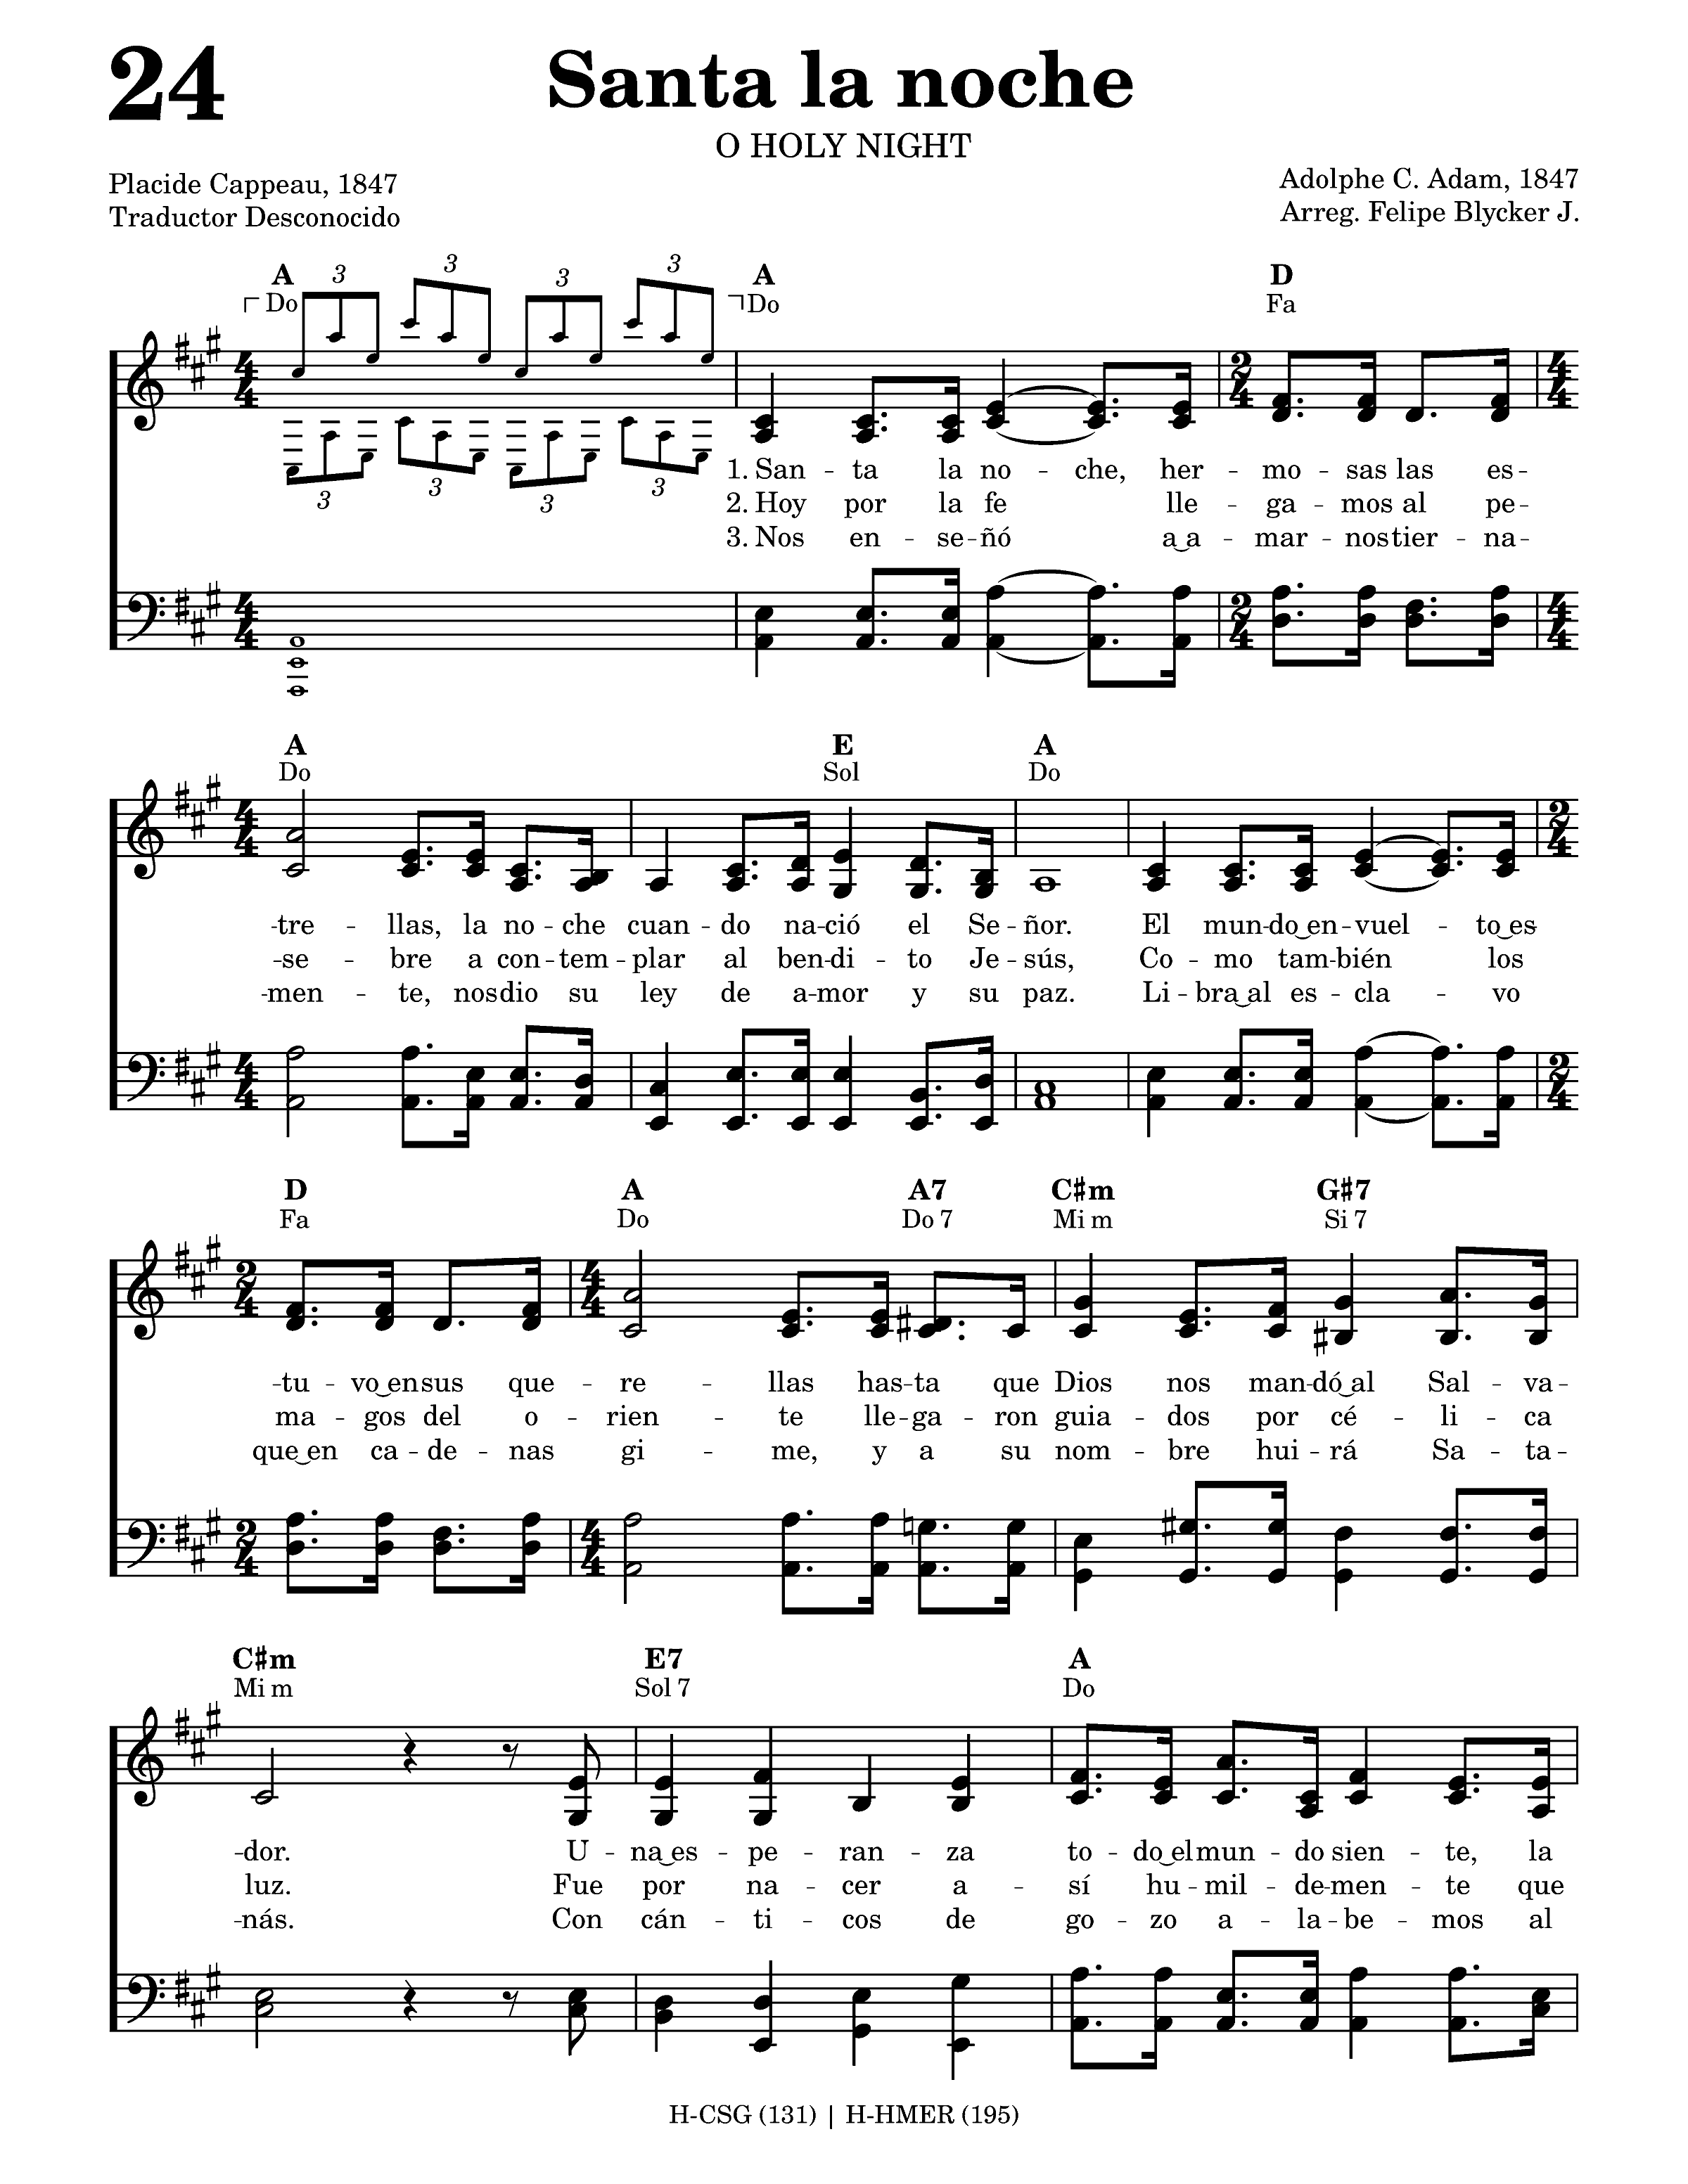 24
Santa la noche
O HOLY NIGHT
Placide Cappeau, 1847
Traductor Desconocido
Adolphe C. Adam, 1847
Arreg. Felipe Blycker J.
A A D
Do Do Fa
3 3 3 3
3 3 3 3
1. San - ta la no - che, her - mo - sas las es -
2. Hoy por la fe lle - ga - mos al pe -
3. Nos en - se - ñó a‿a - mar - nos tier - na -
A E A
Do Sol Do
-tre - llas, la no - che cuan - do na - ció el Se - ñor. El mun - do‿en - vuel - to‿es -
-se - bre a con - tem - plar al ben - di - to Je - sús, Co - mo tam - bién los
-men - te, nos dio su ley de a - mor y su paz. Li - bra‿al es - cla - vo
D A A7 C♯m G♯7
Fa Do Do 7 Mi m Si 7
-tu - vo‿en sus que - re - llas has - ta que Dios nos man - dó‿al Sal - va -
ma - gos del o - rien - te lle - ga - ron guia - dos por cé - li - ca
que‿en ca - de - nas gi - me, y a su nom - bre hui - rá Sa - ta -
C♯m E7 A
Mi m Sol 7 Do
-dor. U - na‿es - pe - ran - za to - do‿el mun - do sien - te, la
luz. Fue por na - cer a - sí hu - mil - de - men - te que
-nás. Con cán - ti - cos de go - zo a - la - be - mos al
H-CSG (131) | H-HMER (195)